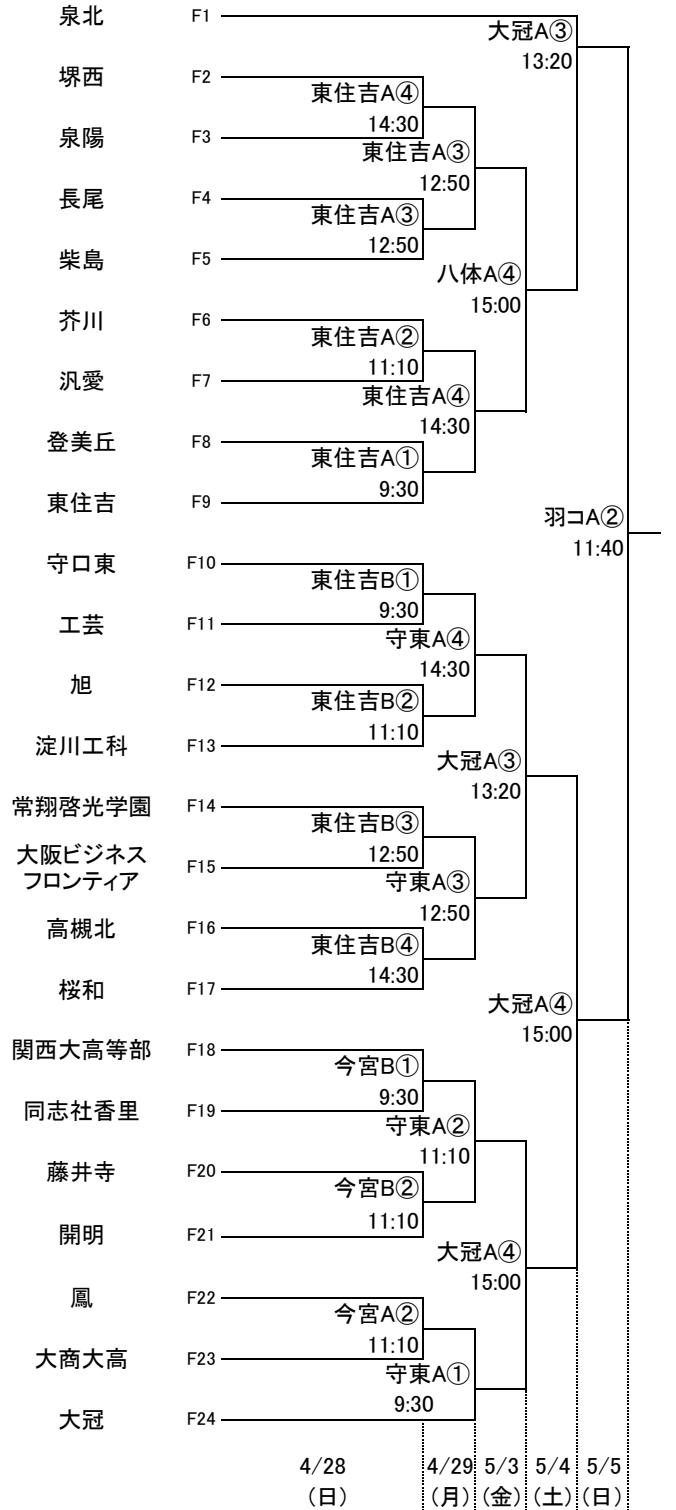 泉北 F1
大冠A③
13:20
堺西 F2
東住吉A④
14:30
泉陽 F3
東住吉A③
12:50
長尾 F4
東住吉A③
12:50
柴島 F5
八体A④
15:00
芥川 F6
東住吉A②
11:10
汎愛 F7
東住吉A④
14:30
登美丘 F8
東住吉A①
9:30
東住吉 F9
羽コA②
11:40
守口東 F10
東住吉B①
9:30
工芸 F11
守東A④
14:30
旭 F12
東住吉B②
11:10
淀川工科 F13
大冠A③
13:20
常翔啓光学園 F14
東住吉B③
12:50
大阪ビジネス
フロンティア F15
守東A③
12:50
高槻北 F16
東住吉B④
14:30
桜和 F17
大冠A④
15:00
関西大高等部 F18
今宮B①
9:30
同志社香里 F19
守東A②
11:10
藤井寺 F20
今宮B②
11:10
開明 F21
大冠A④
15:00
鳳 F22
今宮A②
11:10
大商大高 F23
守東A①
9:30
大冠 F24
4/28 4/29 5/3 5/4 5/5
(日) (月) (金) (土) (日)